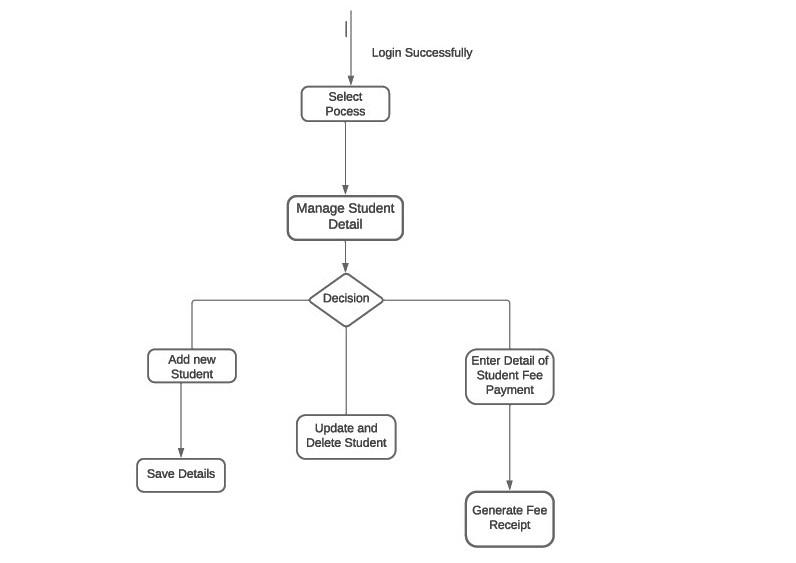 Login Successfully
Select
Pocess
Manage Student
Detail
Decision
Add new
Student
Enter Detail of
Student Fee
Payment
Update and
Delete Student
Save Details
Generate Fee
Receipt